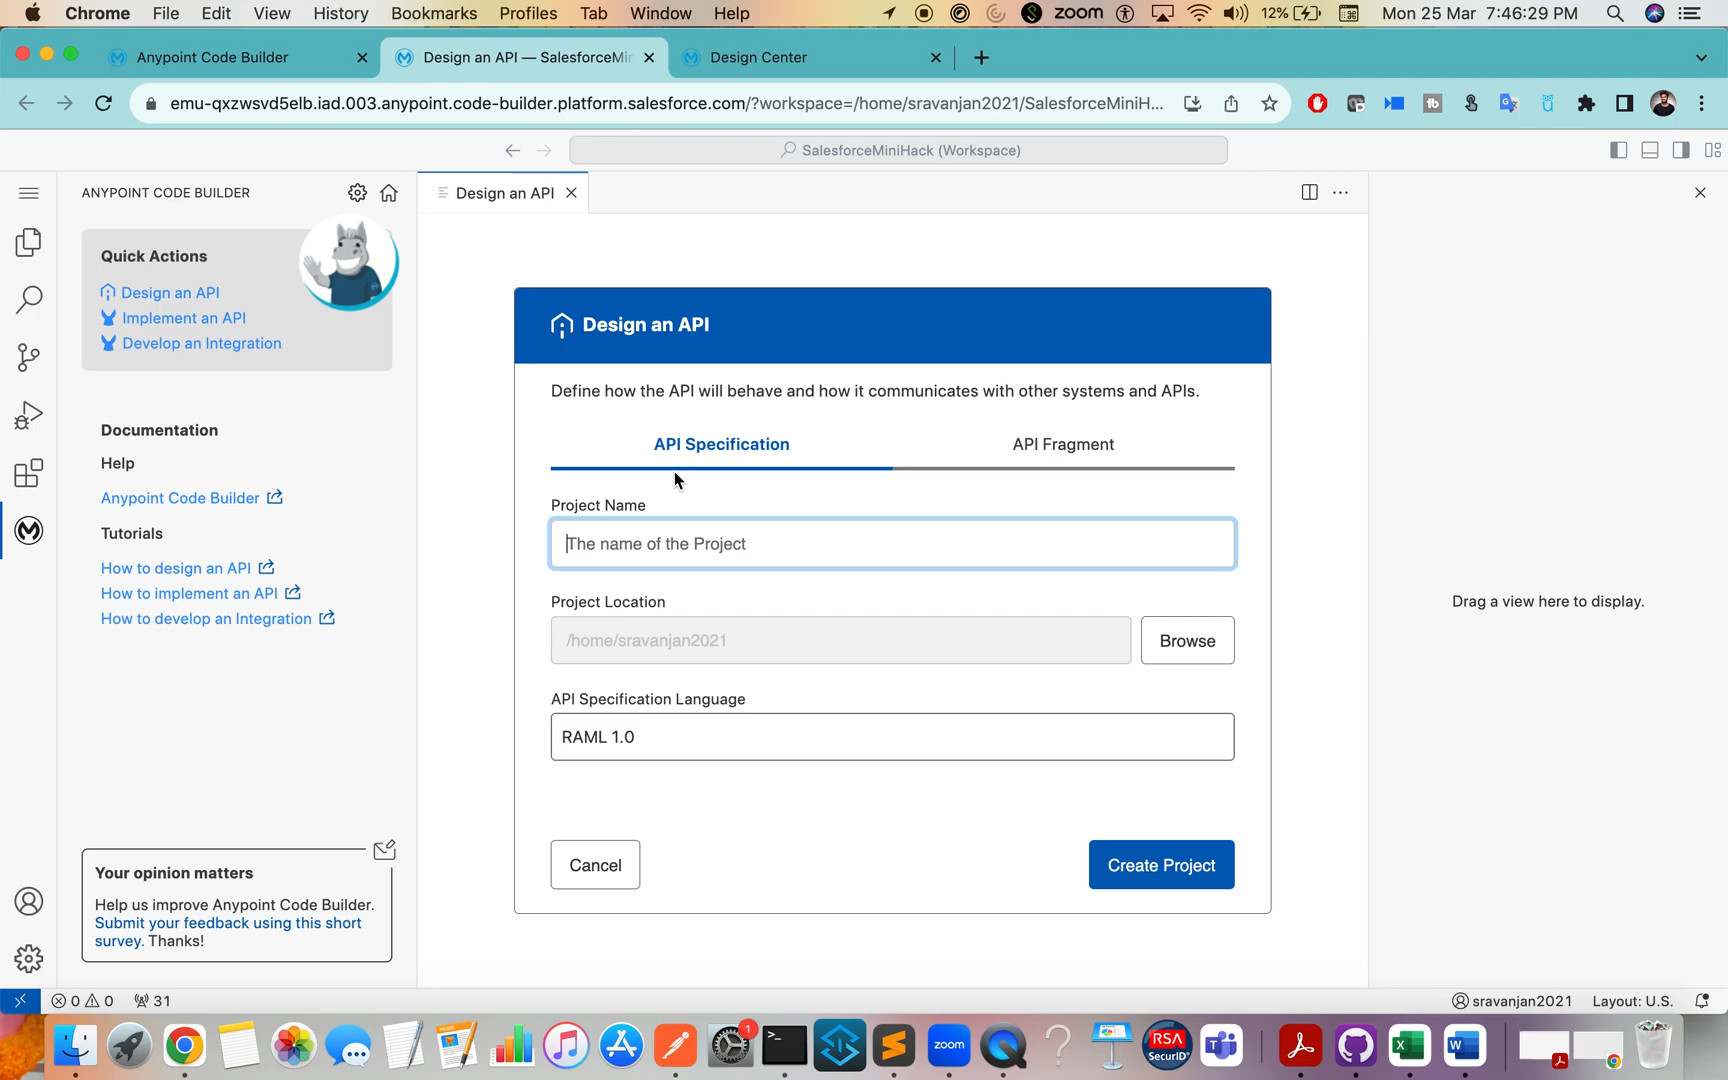 Chrome File Edit View History Bookmarks Profiles Tab Window Help zoom 12% Mon 25 Mar 7:46:29 PM
Anypoint Code Builder Design an API — SalesforceMi Design Center
emu-qxzwsvd5elb.iad.003.anypoint.code-builder.platform.salesforce.com/?workspace=/home/sravanjan2021/SalesforceMiniH...
SalesforceMiniHack (Workspace)
ANYPOINT CODE BUILDER
Design an API
Quick Actions
Design an API
Implement an API
Develop an Integration
Documentation
Help
Anypoint Code Builder
Tutorials
How to design an API
How to implement an API
How to develop an Integration
Your opinion matters
Help us improve Anypoint Code Builder.
Submit your feedback using this short
survey. Thanks!
Design an API
Define how the API will behave and how it communicates with other systems and APIs.
API Specification API Fragment
Project Name
The name of the Project
Project Location
/home/sravanjan2021 Browse
API Specification Language
RAML 1.0
Cancel Create Project
Drag a view here to display.
0 0 31 sravanjan2021 Layout: U.S.
1 zoom RSA SecurID